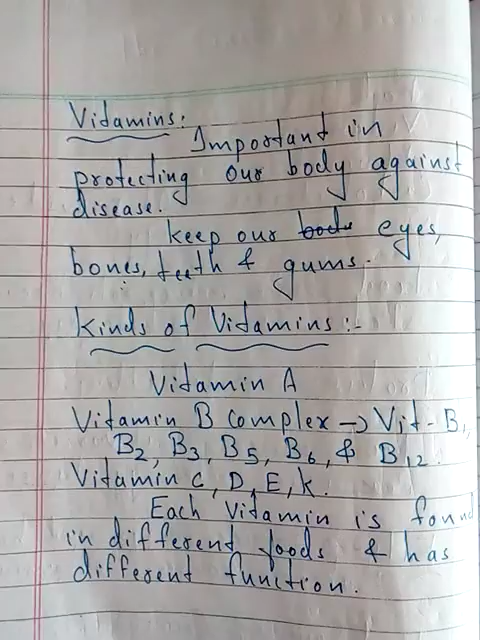 Vitamins:
Important in
protecting our body against
disease.
keep our eyes,
bones, teeth & gums.
Kinds of Vitamins :-
Vitamin A
Vitamin B complex → Vit-B1,
B2, B3, B5, B6, & B12.
Vitamin C, D, E, K.
Each vitamin is found
in different foods & has
different function.